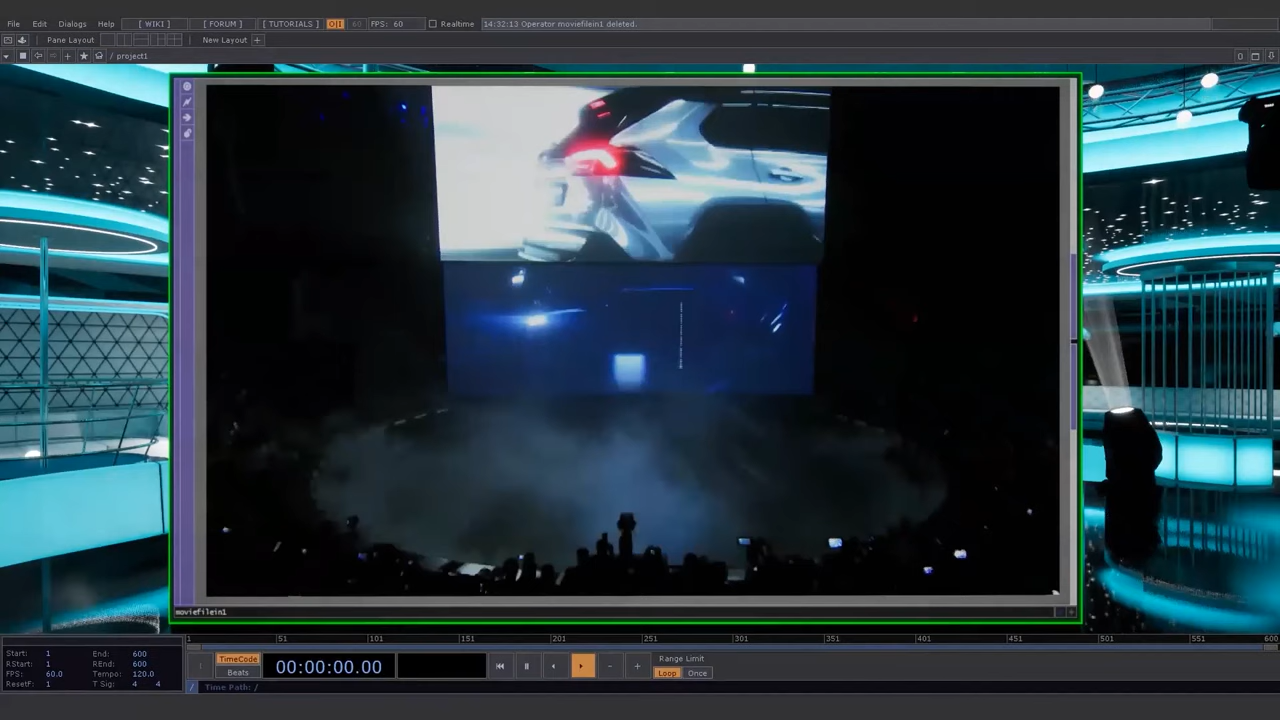 File Edit Dialogs Help [ WIKI ] [ FORUM ] [ TUTORIALS ] O|I 60 FPS: 60 Realtime 14:32:13 Operator moviefilein1 deleted.
Pane Layout New Layout +
/ project1 0
moviefilein1
Start: 1 End: 600
RStart: 1 REnd: 600
FPS: 60.0 Tempo: 120.0
ResetF: 1 T Sig: 4 4
1 51 101 151 201 251 301 351 401 451 501 551 600
TimeCode
Beats
00:00:00.00
Range Limit
Loop Once
/ Time Path: /